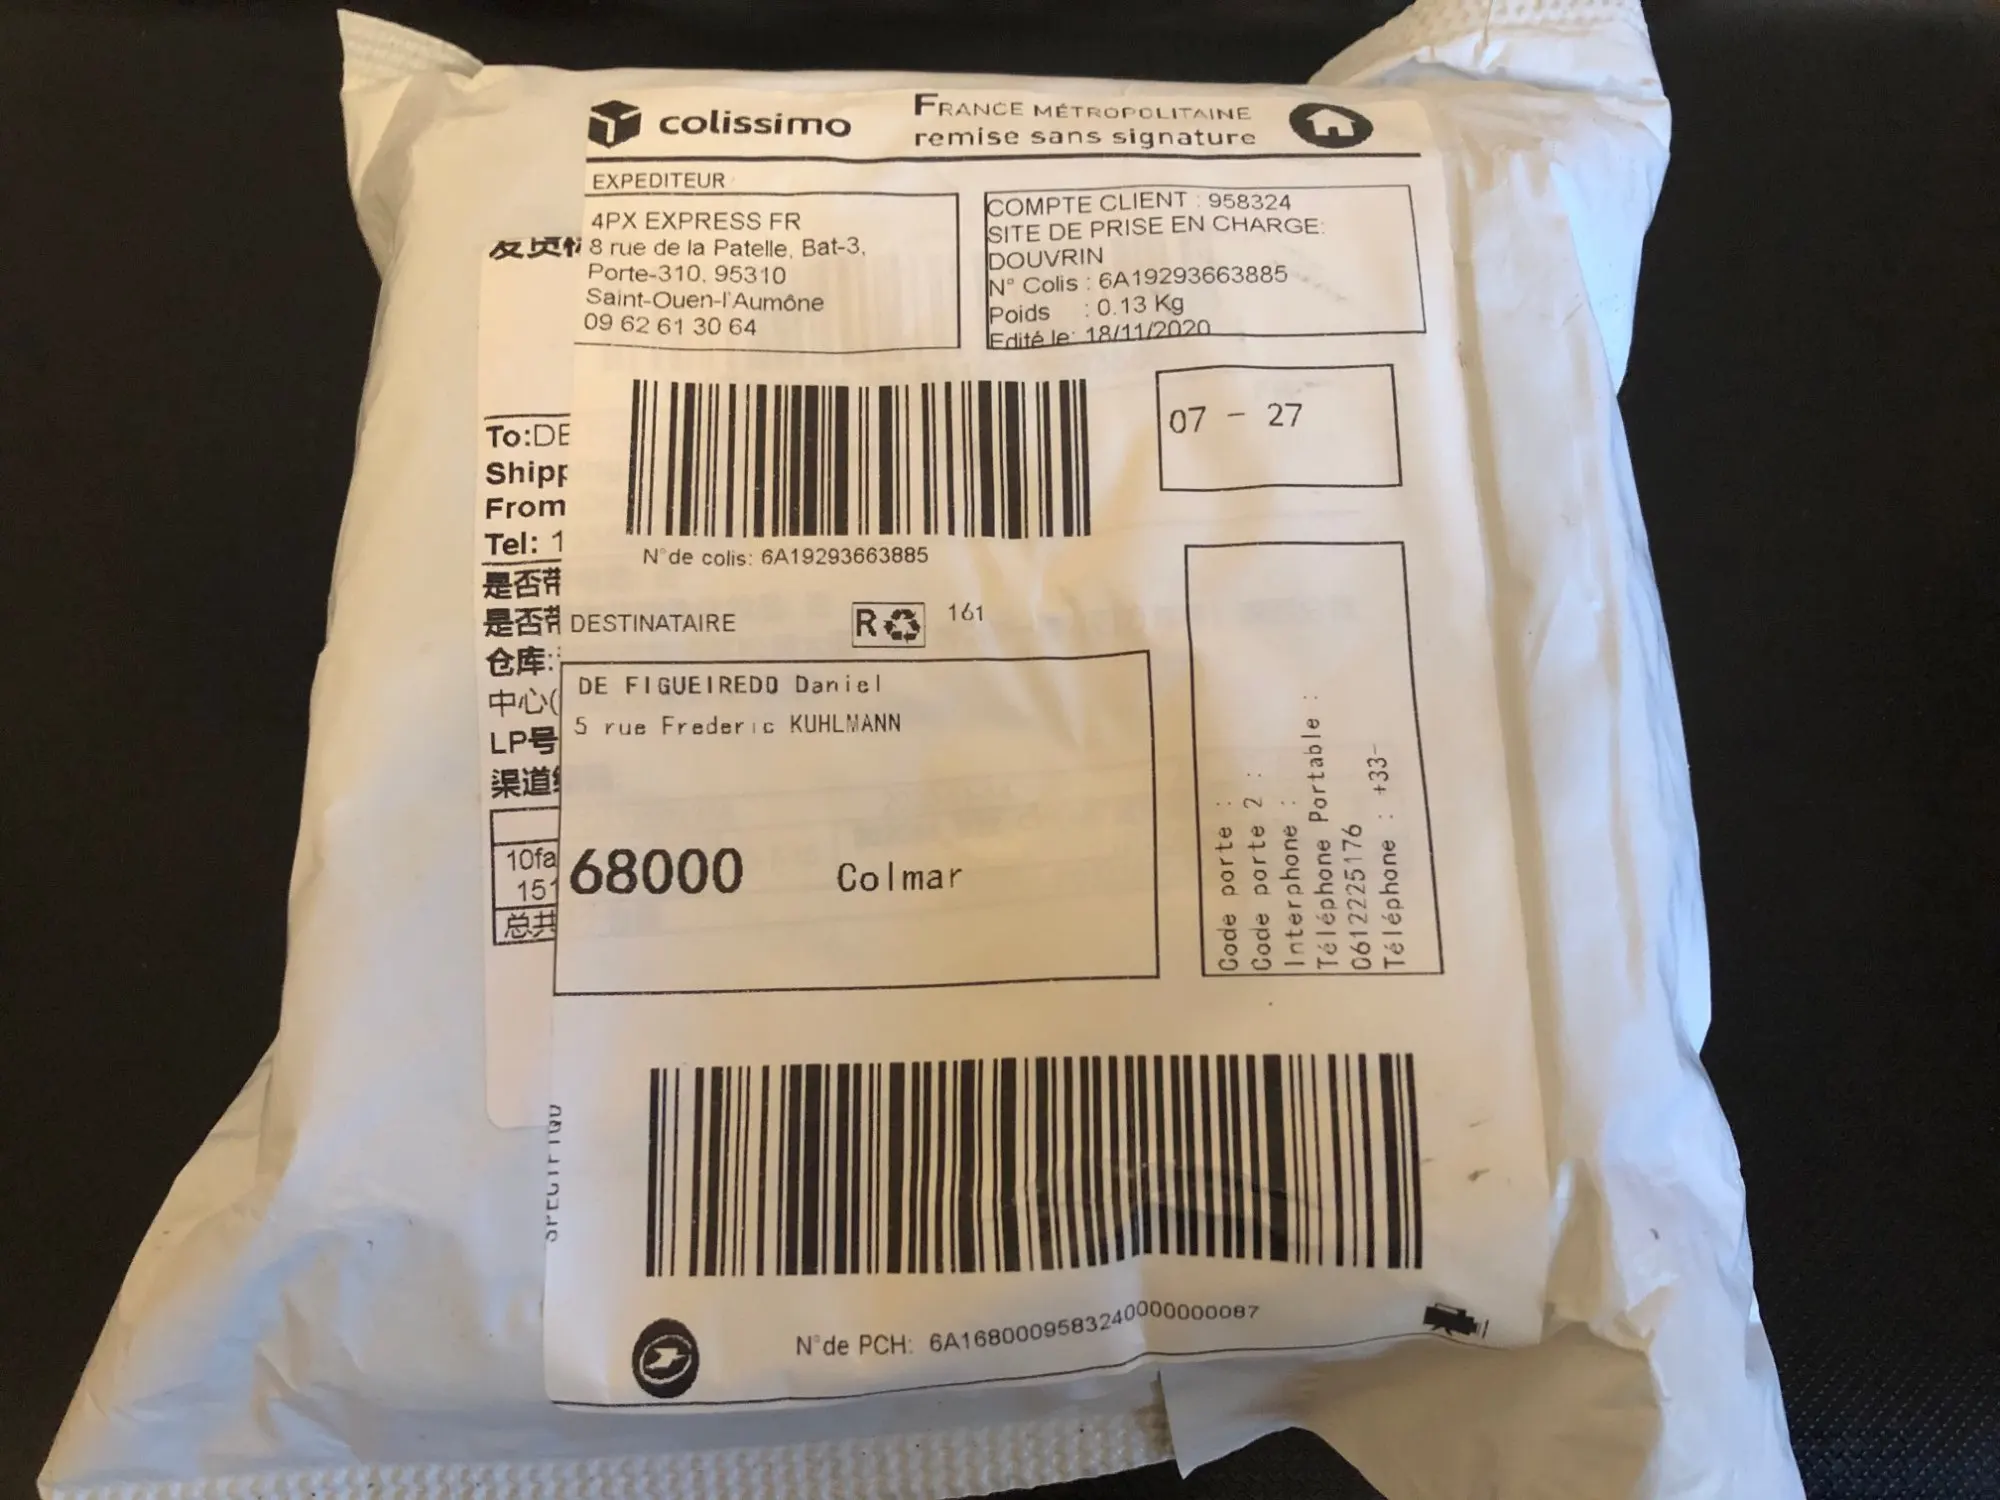 colissimo
FRANCE MÉTROPOLITAINE
remise sans signature
EXPEDITEUR
4PX EXPRESS FR
8 rue de la Patelle, Bat-3,
Porte-310, 95310
Saint-Ouen-l'Aumône
09 62 61 30 64
COMPTE CLIENT : 958324
SITE DE PRISE EN CHARGE:
DOUVRIN
N° Colis : 6A19293663885
Poids : 0.13 Kg
Edité le: 18/11/2020
07 - 27
N°de colis: 6A19293663885
To:DE
Shipp
From
Tel: 1
是否带
是否带
仓库:
中心(
LP号
渠道
10fa
151
总共
DESTINATAIRE
R 161
DE FIGUEIREDO Daniel
5 rue Frederic KUHLMANN
68000 Colmar
Code porte :
Code porte 2 :
Interphone :
Téléphone Portable :
0612225176
Téléphone : +33-
N°de PCH: 6A1680009583240000000087